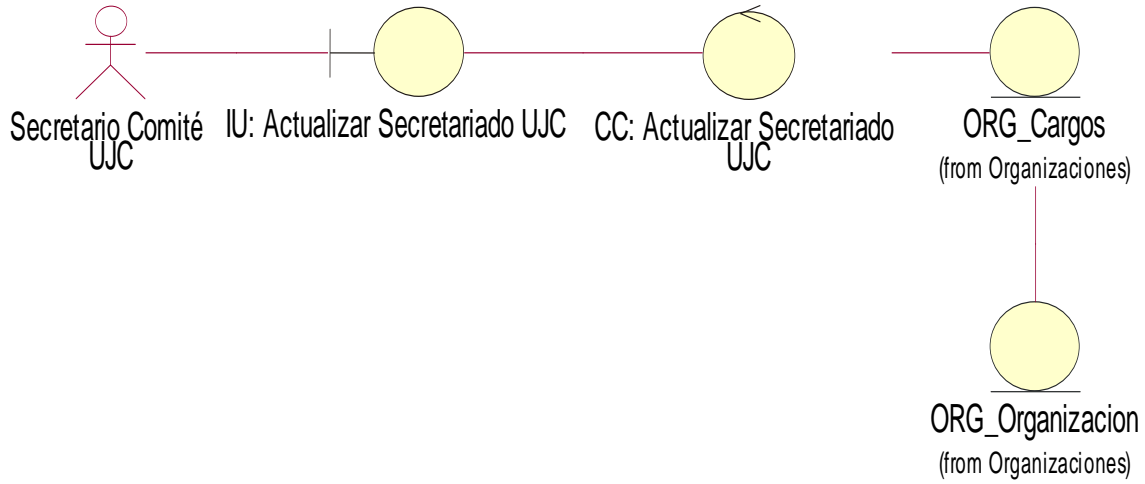 Secretario Comité
UJC
IU: Actualizar Secretariado UJC
CC: Actualizar Secretariado
UJC
ORG_Cargos
(from Organizaciones)
ORG_Organizacion
(from Organizaciones)